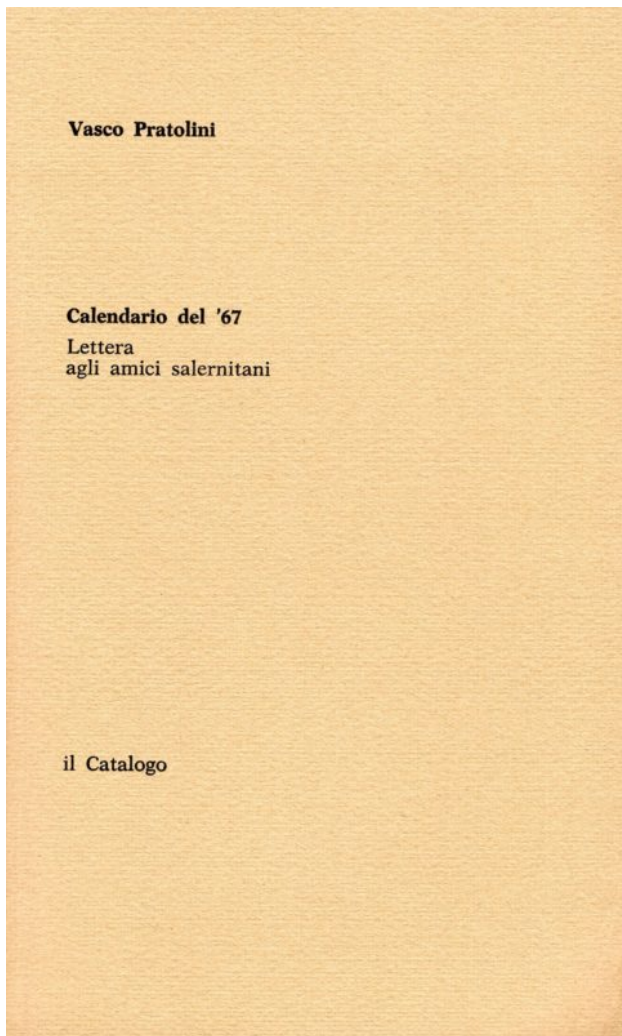 Vasco Pratolini
Calendario del '67
Lettera
agli amici salernitani
il Catalogo